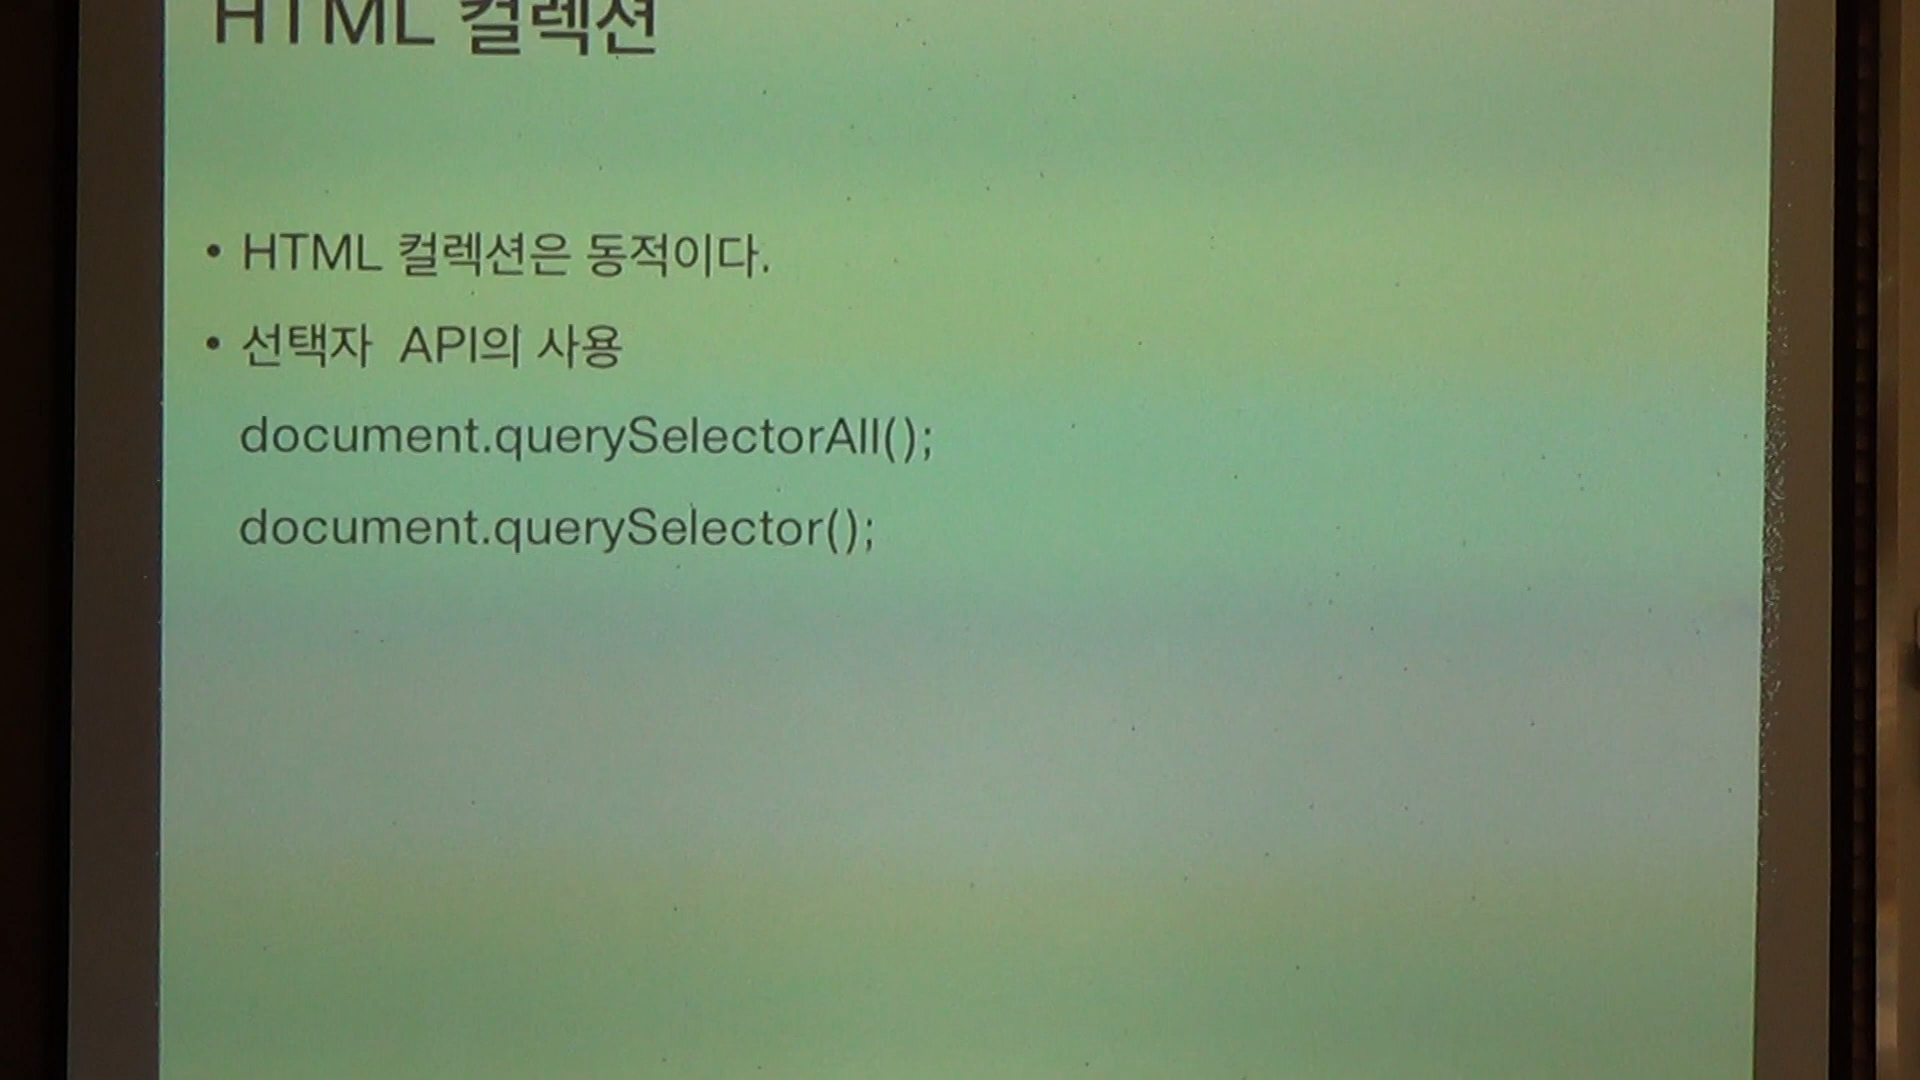 HTML 컬렉션
• HTML 컬렉션은 동적이다.
• 선택자 API의 사용
document.querySelectorAll();
document.querySelector();